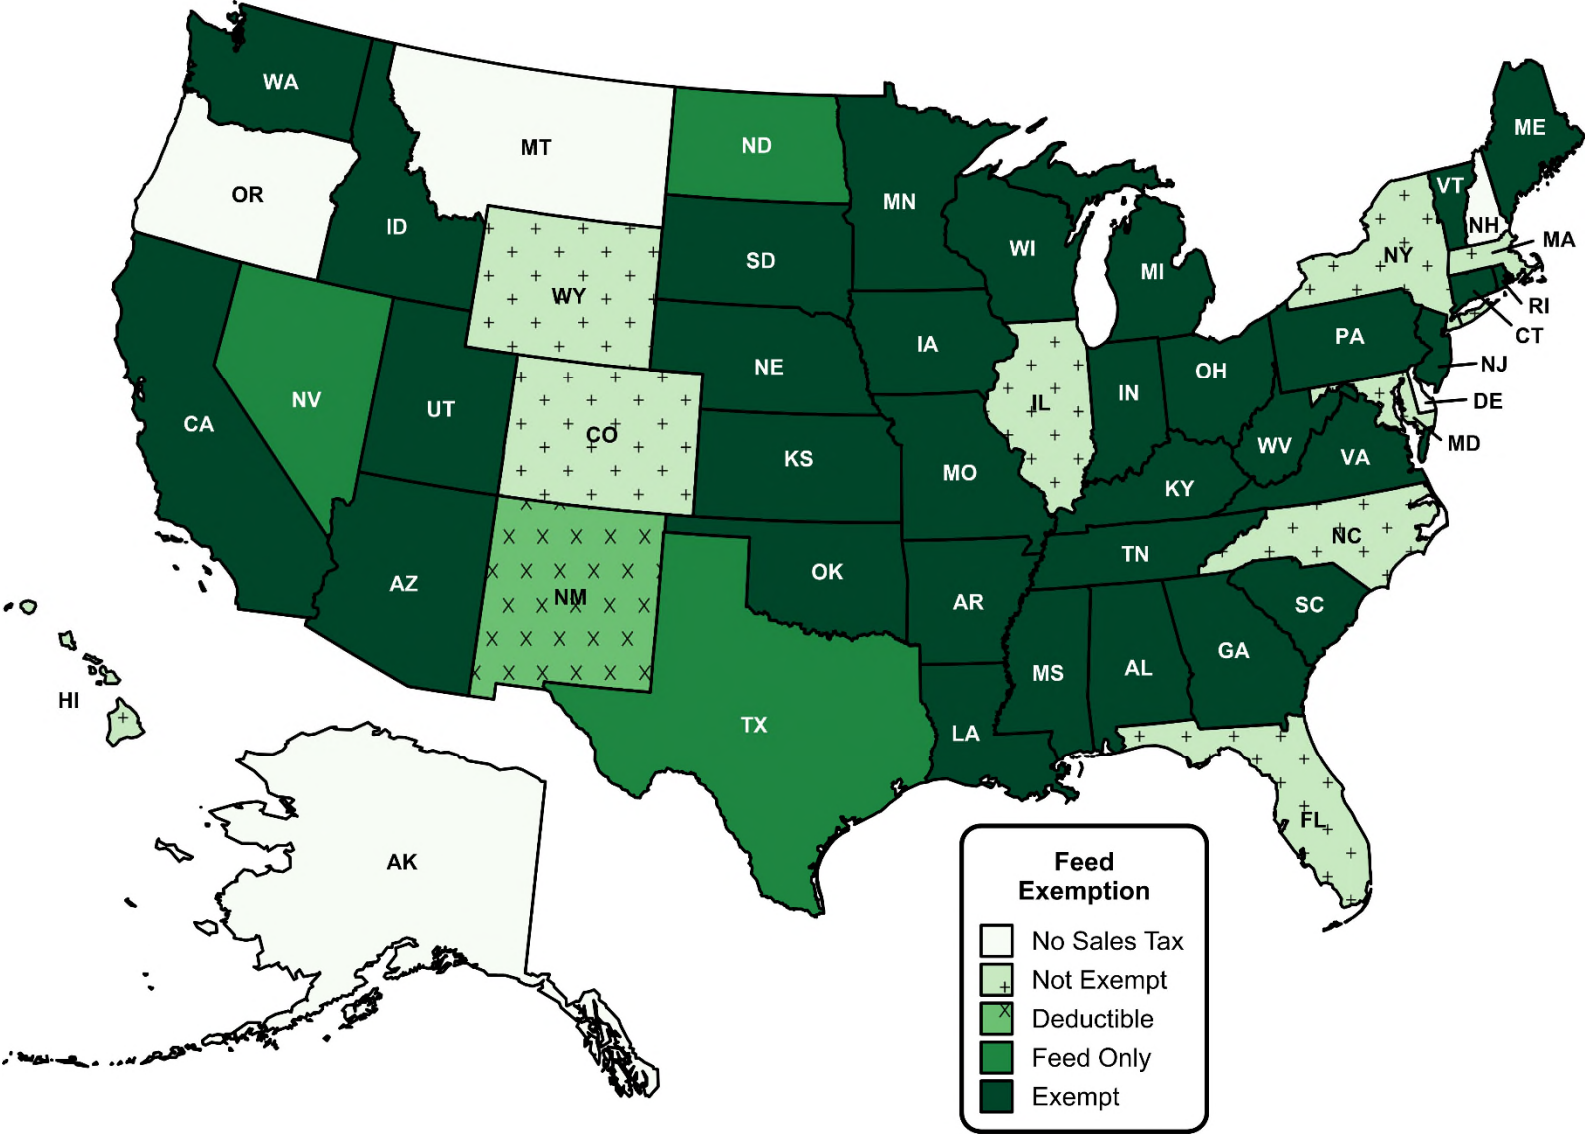 WA
MT
ND
ME
OR
VT
MN
ID
NH
MA
WI
SD
NY
MI
WY
RI
CT
PA
IA
NE
OH
NJ
NV
IN
UT
IL
DE
CA
CO
MD
WV
VA
KS
MO
KY
NC
TN
OK
AZ
NM
AR
SC
GA
AL
MS
HI
TX
LA
FL
AK
Feed
Exemption
No Sales Tax
Not Exempt
Deductible
Feed Only
Exempt